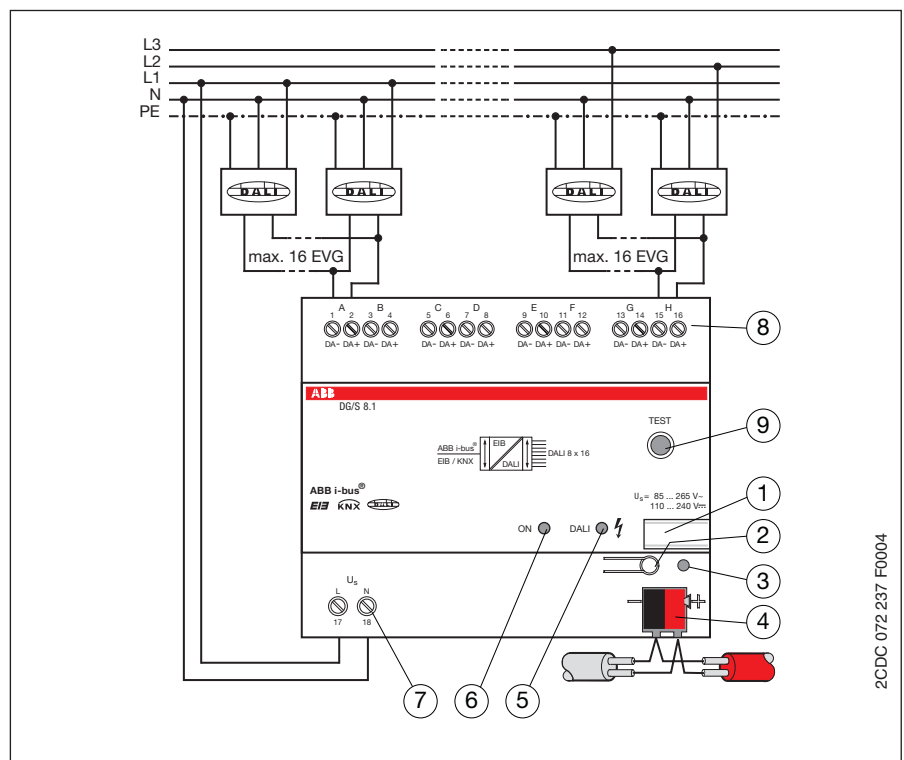 L3
L2
L1
N
PE
DALI DALI DALI DALI
max. 16 EVG max. 16 EVG
A B C D E F G H
1 2 3 4 5 6 7 8 9 10 11 12 13 14 15 16
DA- DA+ DA- DA+ DA- DA+ DA- DA+ DA- DA+ DA- DA+ DA- DA+ DA- DA+
8
ABB
DG/S 8.1
TEST
9
ABB i-bus®
EIB / KNX
EIB
DALI
DALI 8 x 16
ABB i-bus®
EIB KNX DALI
Us = 85 ... 265 V~
110 ... 240 V⎓
1
ON DALI
2
3
Us
L N
17 18
− +
4
7 6 5
2CDC 072 237 F0004